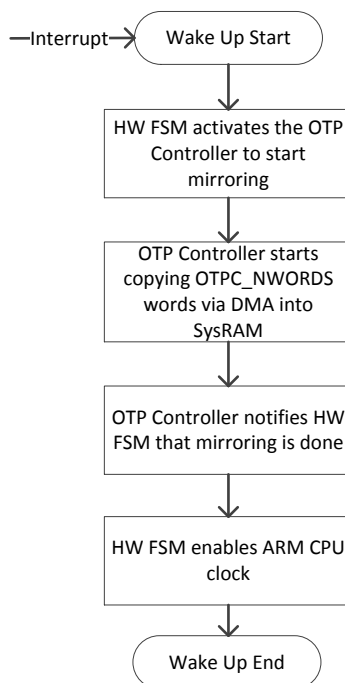 Interrupt
Wake Up Start
HW FSM activates the OTP
Controller to start
mirroring
OTP Controller starts
copying OTPC_NWORDS
words via DMA into
SysRAM
OTP Controller notifies HW
FSM that mirroring is done
HW FSM enables ARM CPU
clock
Wake Up End